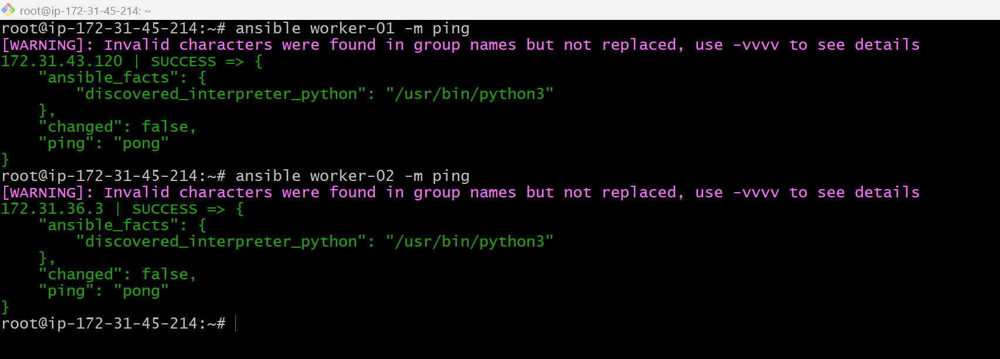 root@ip-172-31-45-214: ~
root@ip-172-31-45-214:~# ansible worker-01 -m ping
[WARNING]: Invalid characters were found in group names but not replaced, use -vvvv to see details
172.31.43.120 | SUCCESS => {
    "ansible_facts": {
        "discovered_interpreter_python": "/usr/bin/python3"
    },
    "changed": false,
    "ping": "pong"
}
root@ip-172-31-45-214:~# ansible worker-02 -m ping
[WARNING]: Invalid characters were found in group names but not replaced, use -vvvv to see details
172.31.36.3 | SUCCESS => {
    "ansible_facts": {
        "discovered_interpreter_python": "/usr/bin/python3"
    },
    "changed": false,
    "ping": "pong"
}
root@ip-172-31-45-214:~#